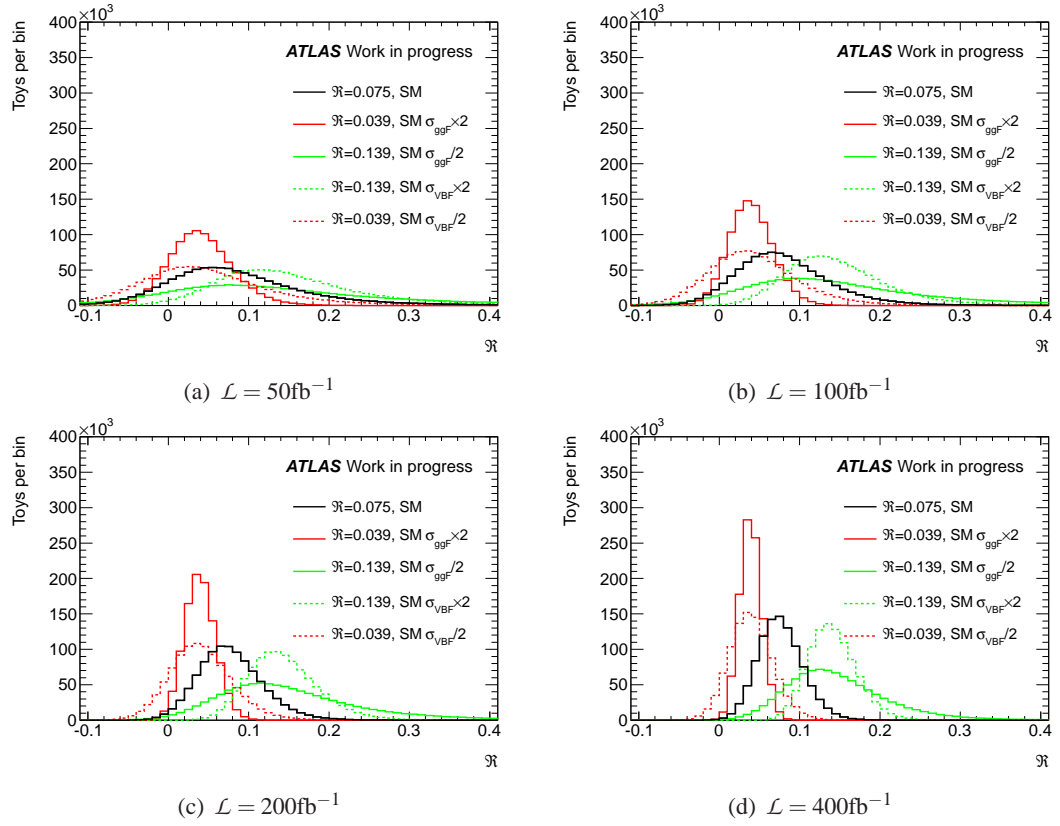 ×10³
Toys per bin
400
350
300
250
200
150
100
50
0
-0.1 0 0.1 0.2 0.3 0.4
ℜ
ATLAS Work in progress
ℜ=0.075, SM
ℜ=0.039, SM σggF×2
ℜ=0.139, SM σggF/2
ℜ=0.139, SM σVBF×2
ℜ=0.039, SM σVBF/2
(a) ℒ = 50fb⁻¹
×10³
Toys per bin
400
350
300
250
200
150
100
50
0
-0.1 0 0.1 0.2 0.3 0.4
ℜ
ATLAS Work in progress
ℜ=0.075, SM
ℜ=0.039, SM σggF×2
ℜ=0.139, SM σggF/2
ℜ=0.139, SM σVBF×2
ℜ=0.039, SM σVBF/2
(b) ℒ = 100fb⁻¹
×10³
Toys per bin
400
350
300
250
200
150
100
50
0
-0.1 0 0.1 0.2 0.3 0.4
ℜ
ATLAS Work in progress
ℜ=0.075, SM
ℜ=0.039, SM σggF×2
ℜ=0.139, SM σggF/2
ℜ=0.139, SM σVBF×2
ℜ=0.039, SM σVBF/2
(c) ℒ = 200fb⁻¹
×10³
Toys per bin
400
350
300
250
200
150
100
50
0
-0.1 0 0.1 0.2 0.3 0.4
ℜ
ATLAS Work in progress
ℜ=0.075, SM
ℜ=0.039, SM σggF×2
ℜ=0.139, SM σggF/2
ℜ=0.139, SM σVBF×2
ℜ=0.039, SM σVBF/2
(d) ℒ = 400fb⁻¹